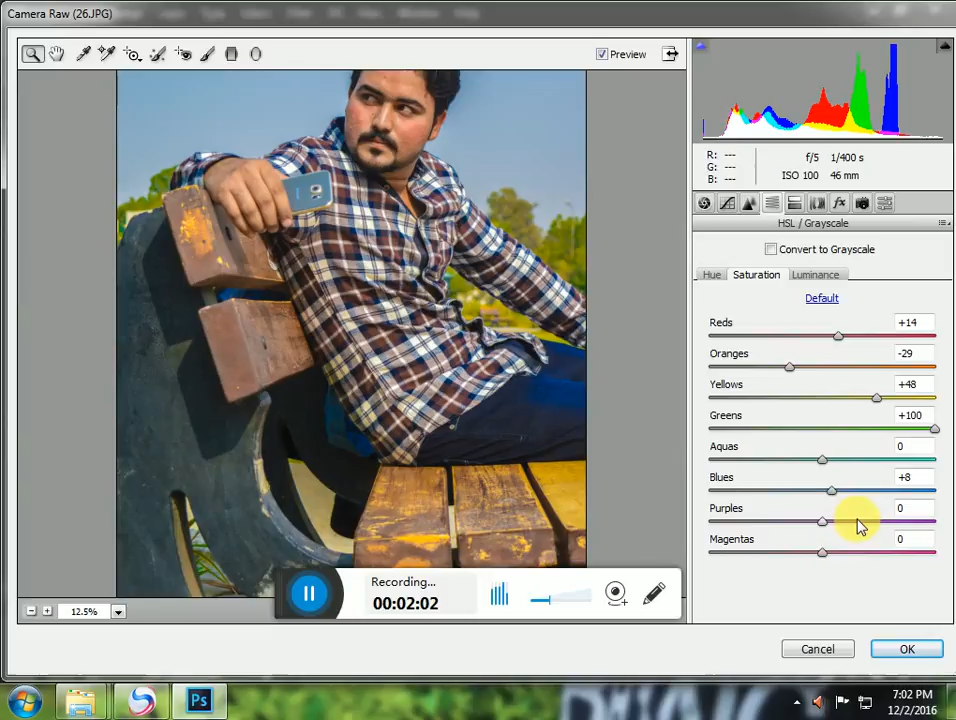 Camera Raw (26.JPG)
Preview
R: ---
G: ---
B: ---
f/5 1/400 s
ISO 100 46 mm
fx
HSL / Grayscale
Convert to Grayscale
Hue Saturation Luminance
Default
Reds +14
Oranges -29
Yellows +48
Greens +100
Aquas 0
Blues +8
Purples 0
Magentas 0
Recording...
00:02:02
12.5%
Cancel OK
Ps
7:02 PM
12/2/2016